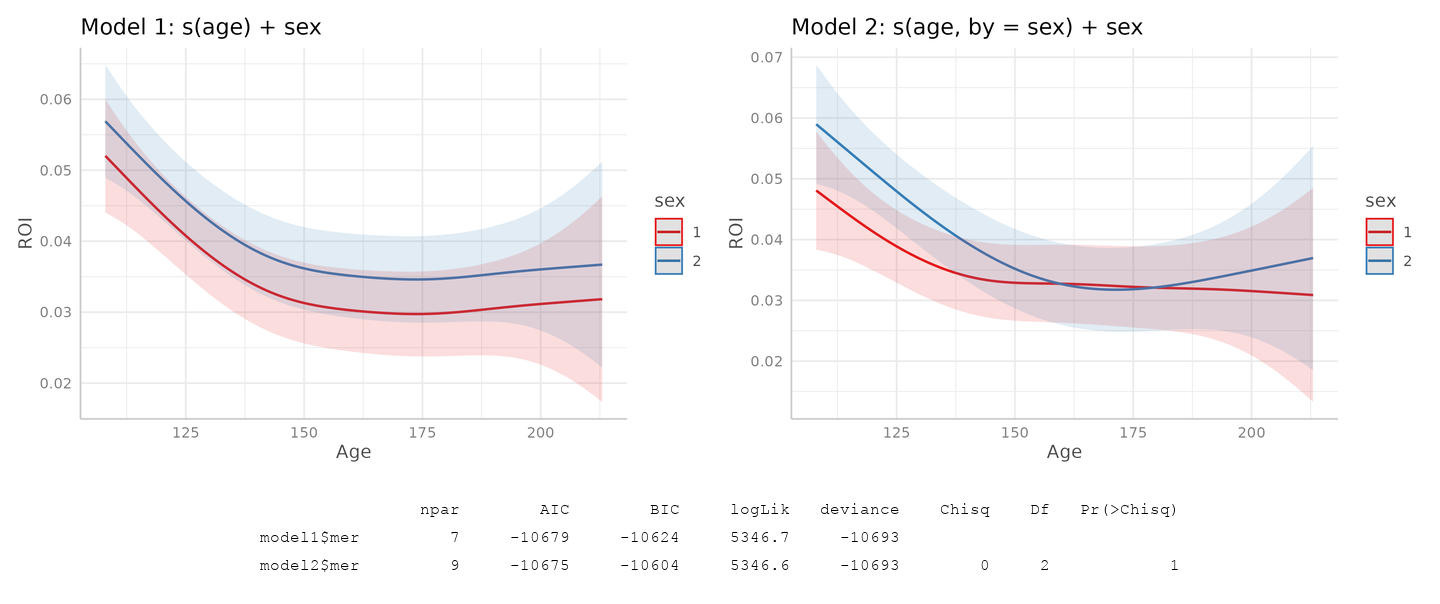 Model 1: s(age) + sex
0.06
0.05
0.04
0.03
0.02
ROI
125 150 175 200
Age
sex
1
2
Model 2: s(age, by = sex) + sex
0.07
0.06
0.05
0.04
0.03
0.02
ROI
125 150 175 200
Age
sex
1
2
npar AIC BIC logLik deviance Chisq Df Pr(>Chisq)
model1$mer 7 -10679 -10624 5346.7 -10693
model2$mer 9 -10675 -10604 5346.6 -10693 0 2 1